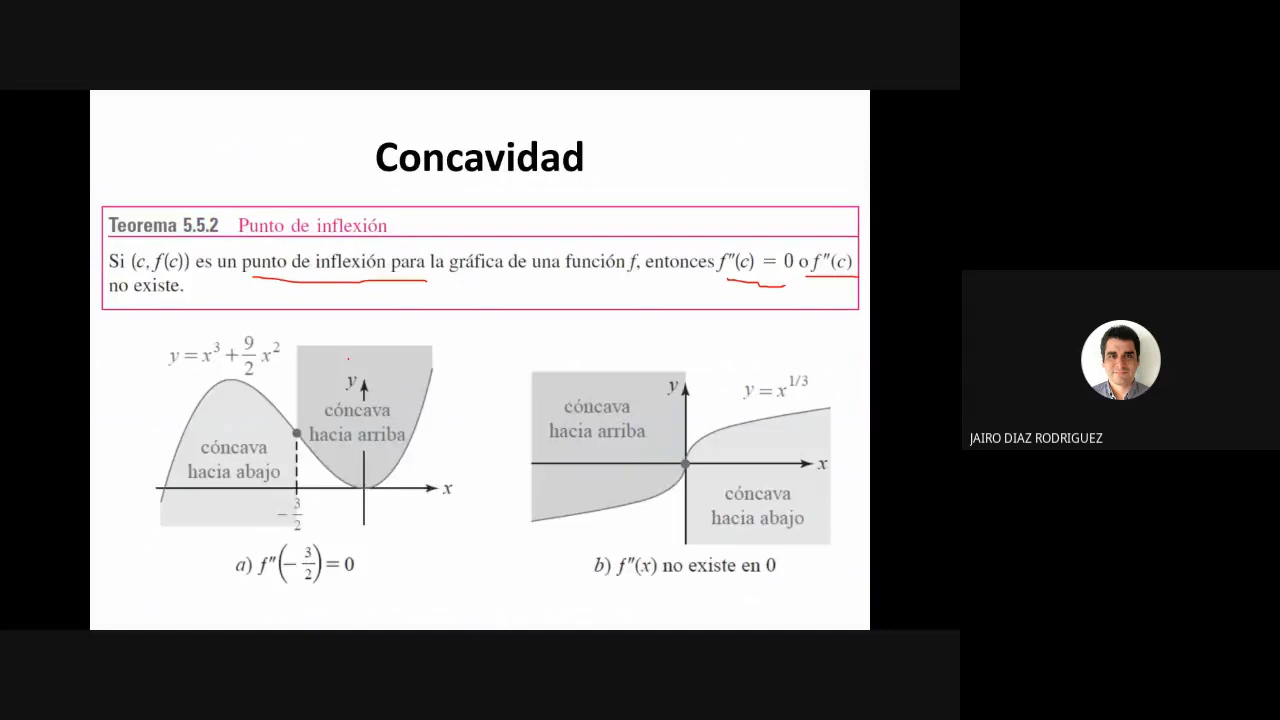 Concavidad
Teorema 5.5.2 Punto de inflexión
Si (c, f(c)) es un punto de inflexión para la gráfica de una función f, entonces f″(c) = 0 o f″(c)
no existe.
y = x³ + 9/2 x²
y
cóncava
hacia arriba
cóncava
hacia abajo
x
− 3/2
a) f″(− 3/2) = 0
y
y = x^{1/3}
cóncava
hacia arriba
x
cóncava
hacia abajo
b) f″(x) no existe en 0
JAIRO DIAZ RODRIGUEZ